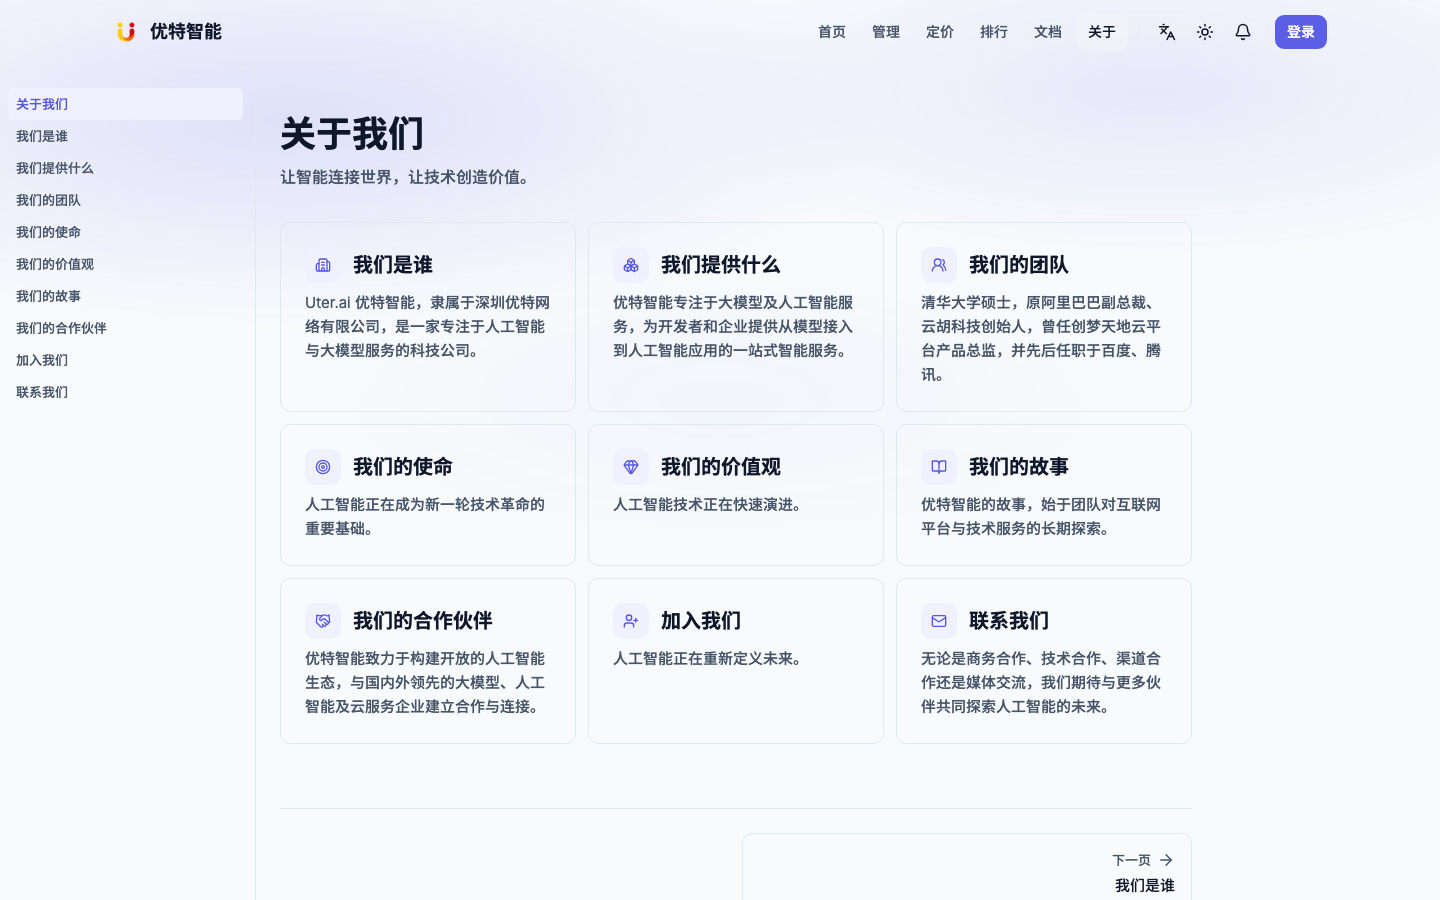 优特智能
首页 管理 定价 排行 文档 关于 登录
关于我们
我们是谁
我们提供什么
我们的团队
我们的使命
我们的价值观
我们的故事
我们的合作伙伴
加入我们
联系我们
关于我们
让智能连接世界，让技术创造价值。
我们是谁
Uter.ai 优特智能，隶属于深圳优特网
络有限公司，是一家专注于人工智能
与大模型服务的科技公司。
我们提供什么
优特智能专注于大模型及人工智能服
务，为开发者和企业提供从模型接入
到人工智能应用的一站式智能服务。
我们的团队
清华大学硕士，原阿里巴巴副总裁、
云胡科技创始人，曾任创梦天地云平
台产品总监，并先后任职于百度、腾
讯。
我们的使命
人工智能正在成为新一轮技术革命的
重要基础。
我们的价值观
人工智能技术正在快速演进。
我们的故事
优特智能的故事，始于团队对互联网
平台与技术服务的长期探索。
我们的合作伙伴
优特智能致力于构建开放的人工智能
生态，与国内外领先的大模型、人工
智能及云服务企业建立合作与连接。
加入我们
人工智能正在重新定义未来。
联系我们
无论是商务合作、技术合作、渠道合
作还是媒体交流，我们期待与更多伙
伴共同探索人工智能的未来。
下一页
我们是谁